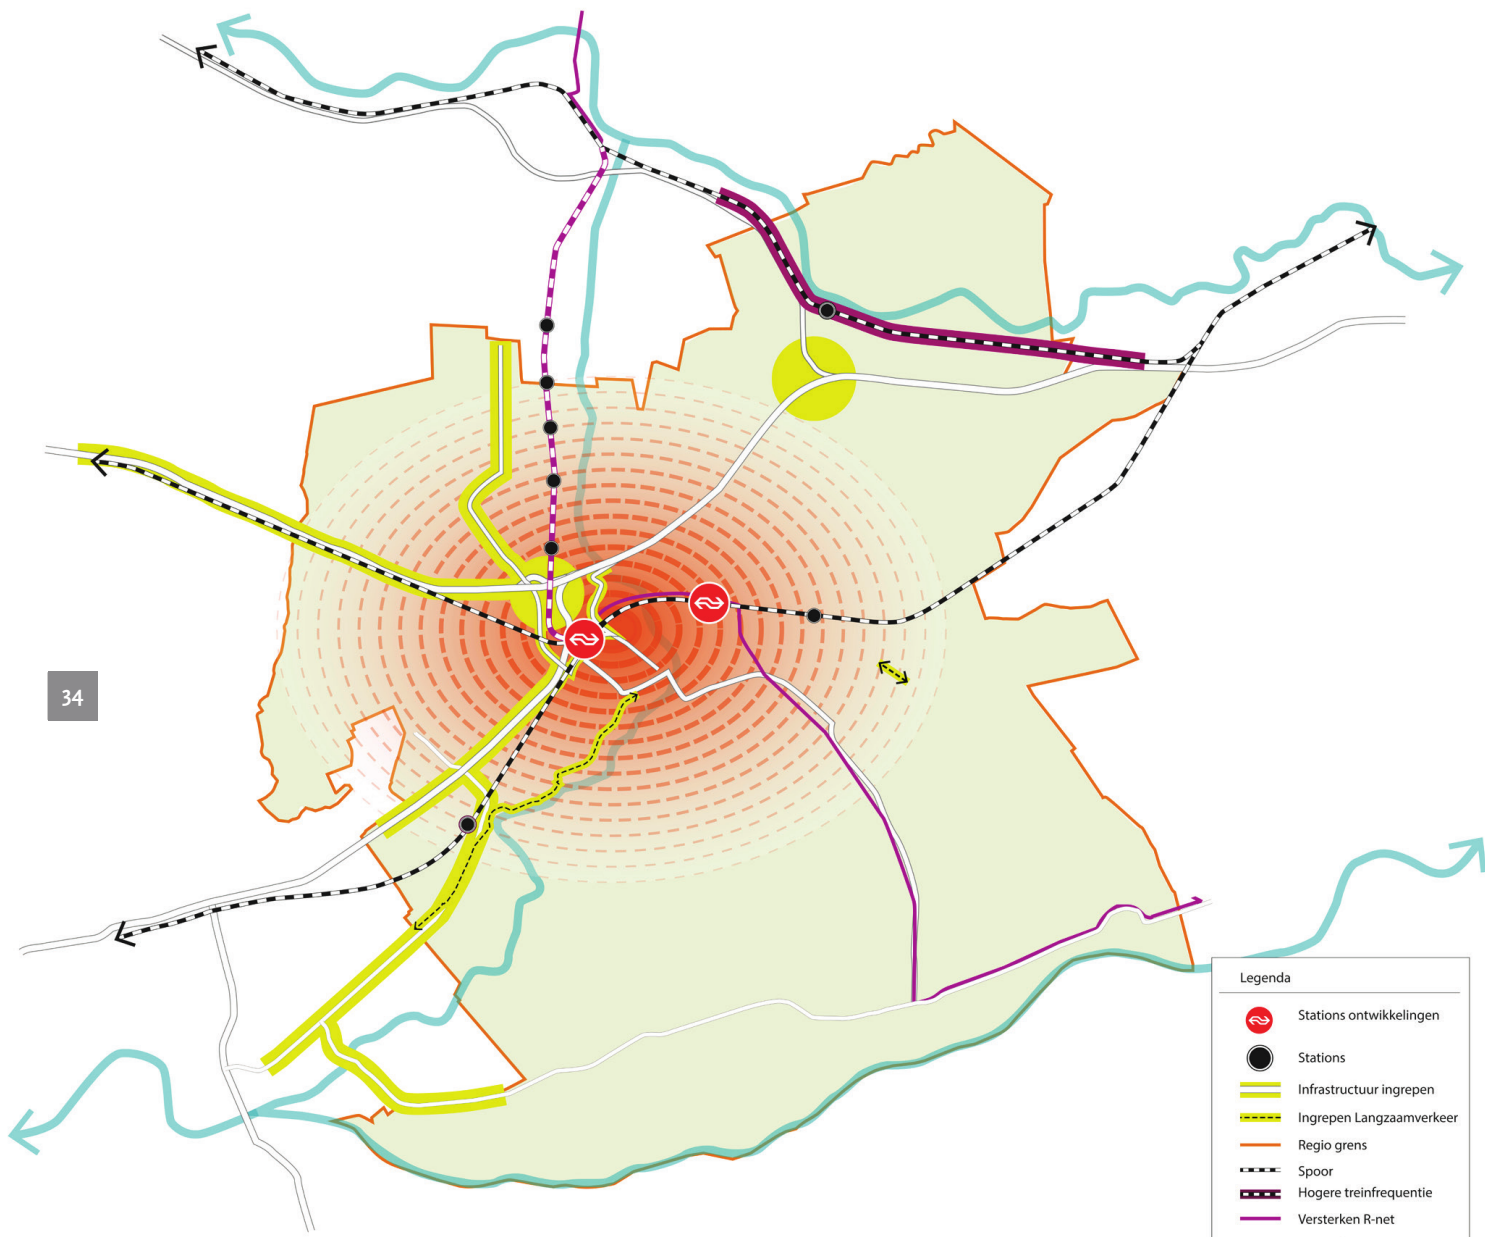 34
Legenda
Stations ontwikkelingen
Stations
Infrastructuur ingrepen
Ingrepen Langzaamverkeer
Regio grens
Spoor
Hogere treinfrequentie
Versterken R-net